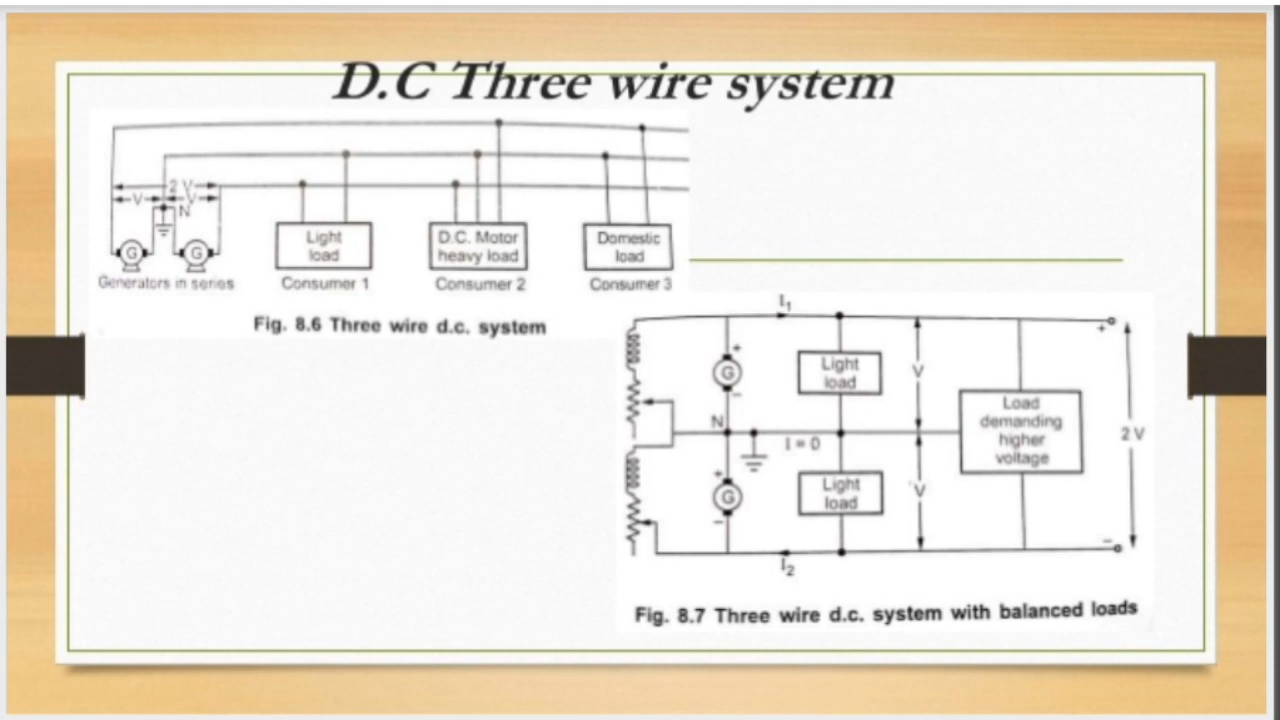 D.C Three wire system
2 V
V
V
N
G
G
Generators in series
Light
load
Consumer 1
D.C. Motor
heavy load
Consumer 2
Domestic
load
Consumer 3
Fig. 8.6 Three wire d.c. system
I1
+
+
G
−
Light
load
V
Load
demanding
higher
voltage
2 V
N
I = 0
+
G
−
Light
load
V
−
I2
Fig. 8.7 Three wire d.c. system with balanced loads